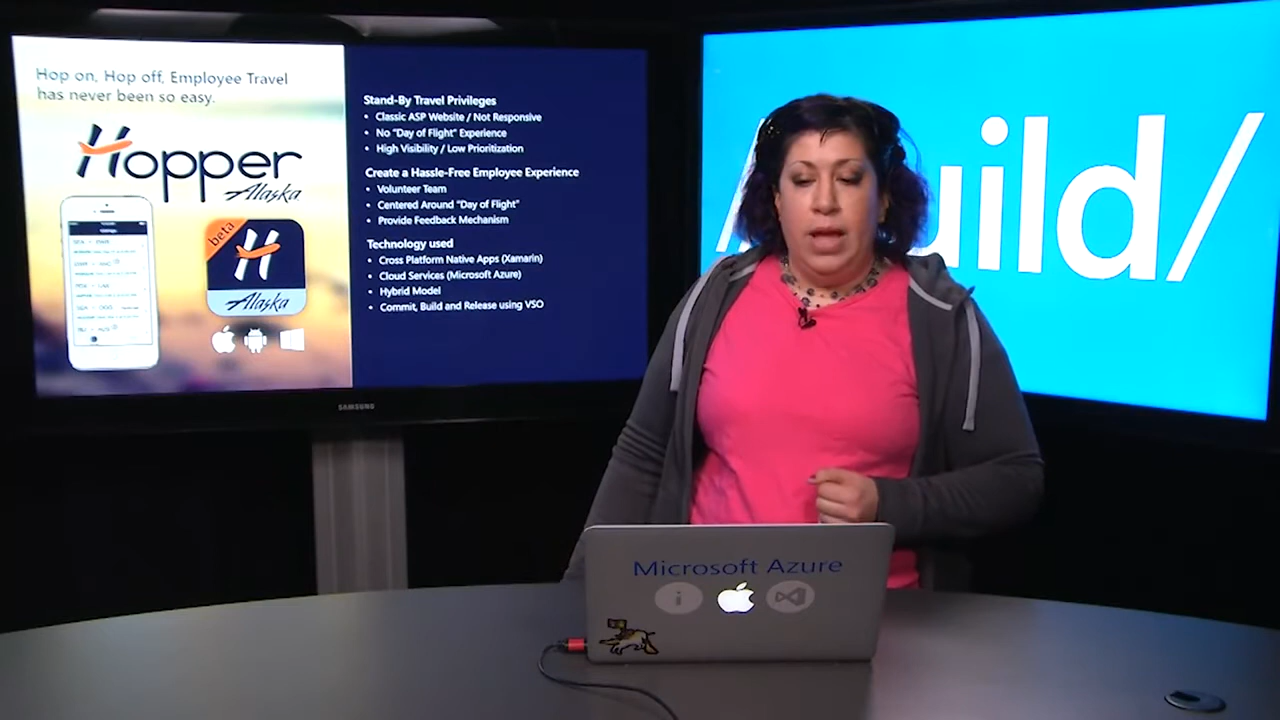 Hop on, Hop off, Employee Travel
has never been so easy.
Hopper
Alaska
beta
H
Alaska
Stand-By Travel Privileges
• Classic ASP Website / Not Responsive
• No "Day of Flight" Experience
• High Visibility / Low Prioritization
Create a Hassle-Free Employee Experience
• Volunteer Team
• Centered Around "Day of Flight"
• Provide Feedback Mechanism
Technology used
• Cross Platform Native Apps (Xamarin)
• Cloud Services (Microsoft Azure)
• Hybrid Model
• Commit, Build and Release using VSO
SAMSUNG
uild/
Microsoft Azure
i